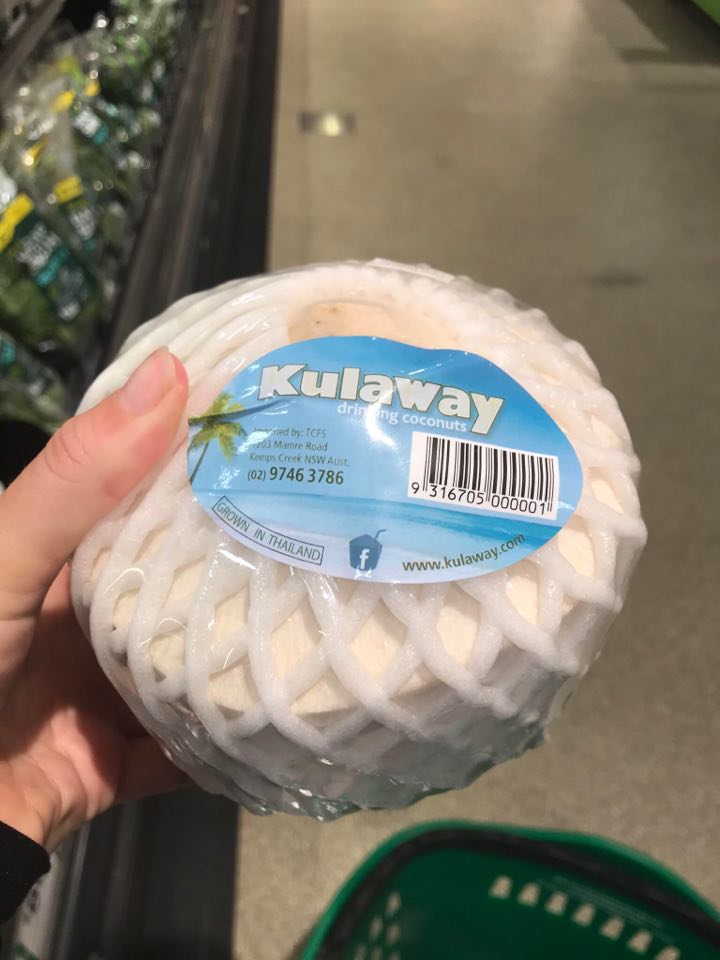 Kulaway
drinking coconuts
Imported by: TCFS
1203 Mamre Road
Kemps Creek NSW Aust.
(02) 9746 3786
9 316705 000001
GROWN IN THAILAND
f
www.kulaway.com